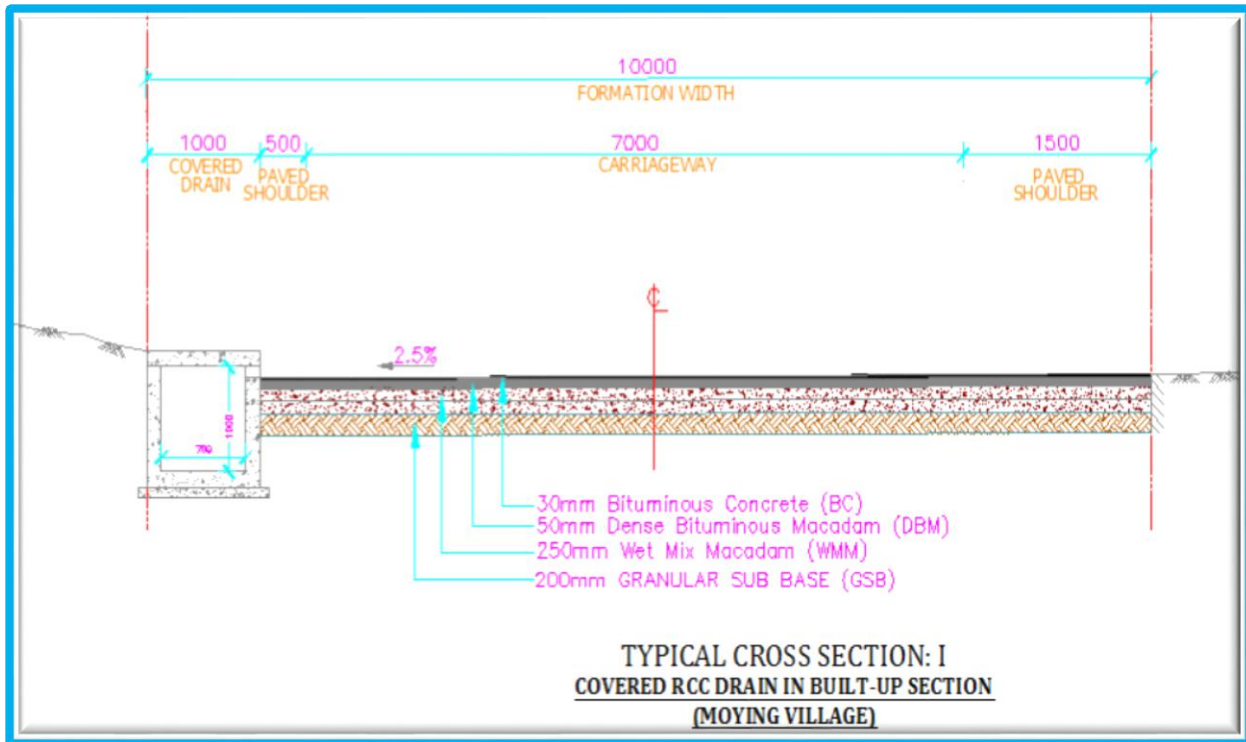 10000
FORMATION WIDTH
1000
500
7000
1500
COVERED
DRAIN
PAVED
SHOULDER
CARRIAGEWAY
PAVED
SHOULDER
℄
2.5%
1000
700
30mm Bituminous Concrete (BC)
50mm Dense Bituminous Macadam (DBM)
250mm Wet Mix Macadam (WMM)
200mm GRANULAR SUB BASE (GSB)
TYPICAL CROSS SECTION: I
COVERED RCC DRAIN IN BUILT-UP SECTION
(MOYING VILLAGE)